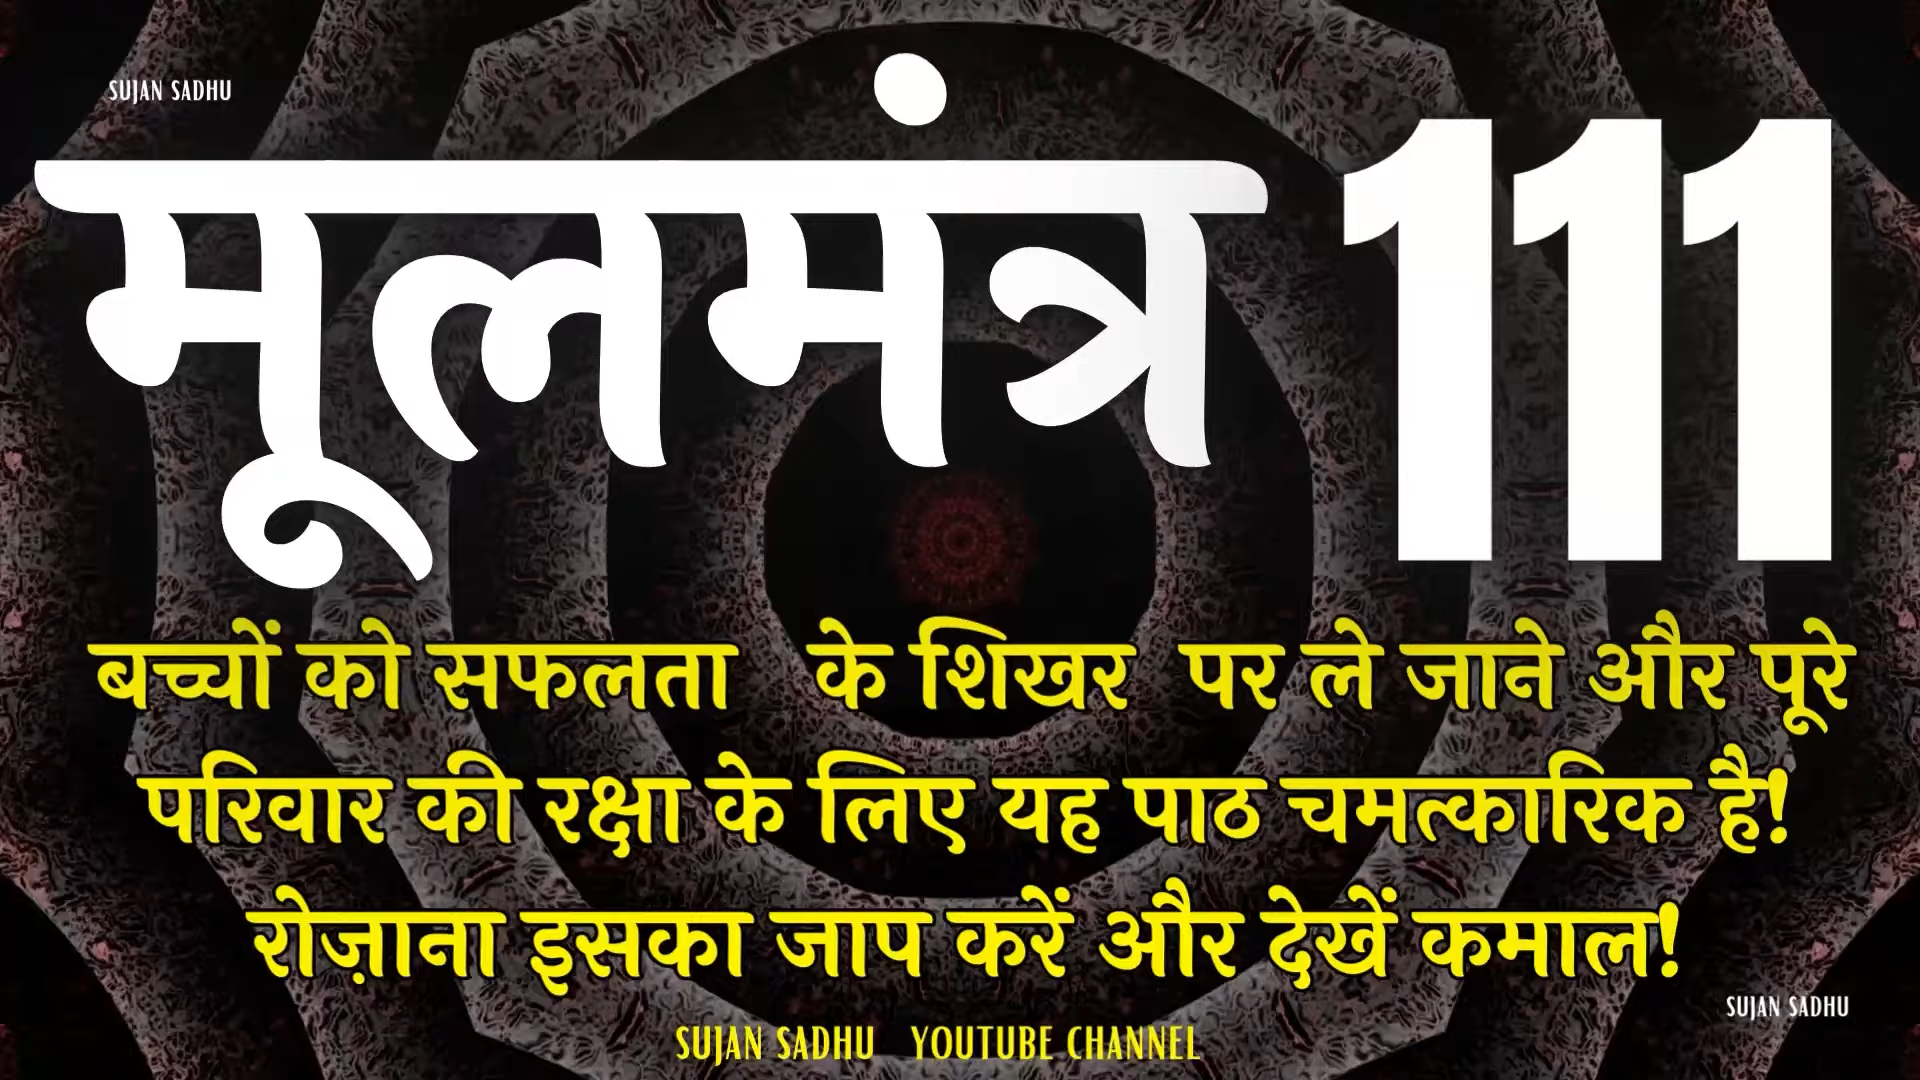 SUJAN SADHU
मूलमंत्र 111
बच्चों को सफलता के शिखर पर ले जाने और पूरे
परिवार की रक्षा के लिए यह पाठ चमत्कारिक है!
रोज़ाना इसका जाप करें और देखें कमाल!
SUJAN SADHU
SUJAN SADHU YOUTUBE CHANNEL